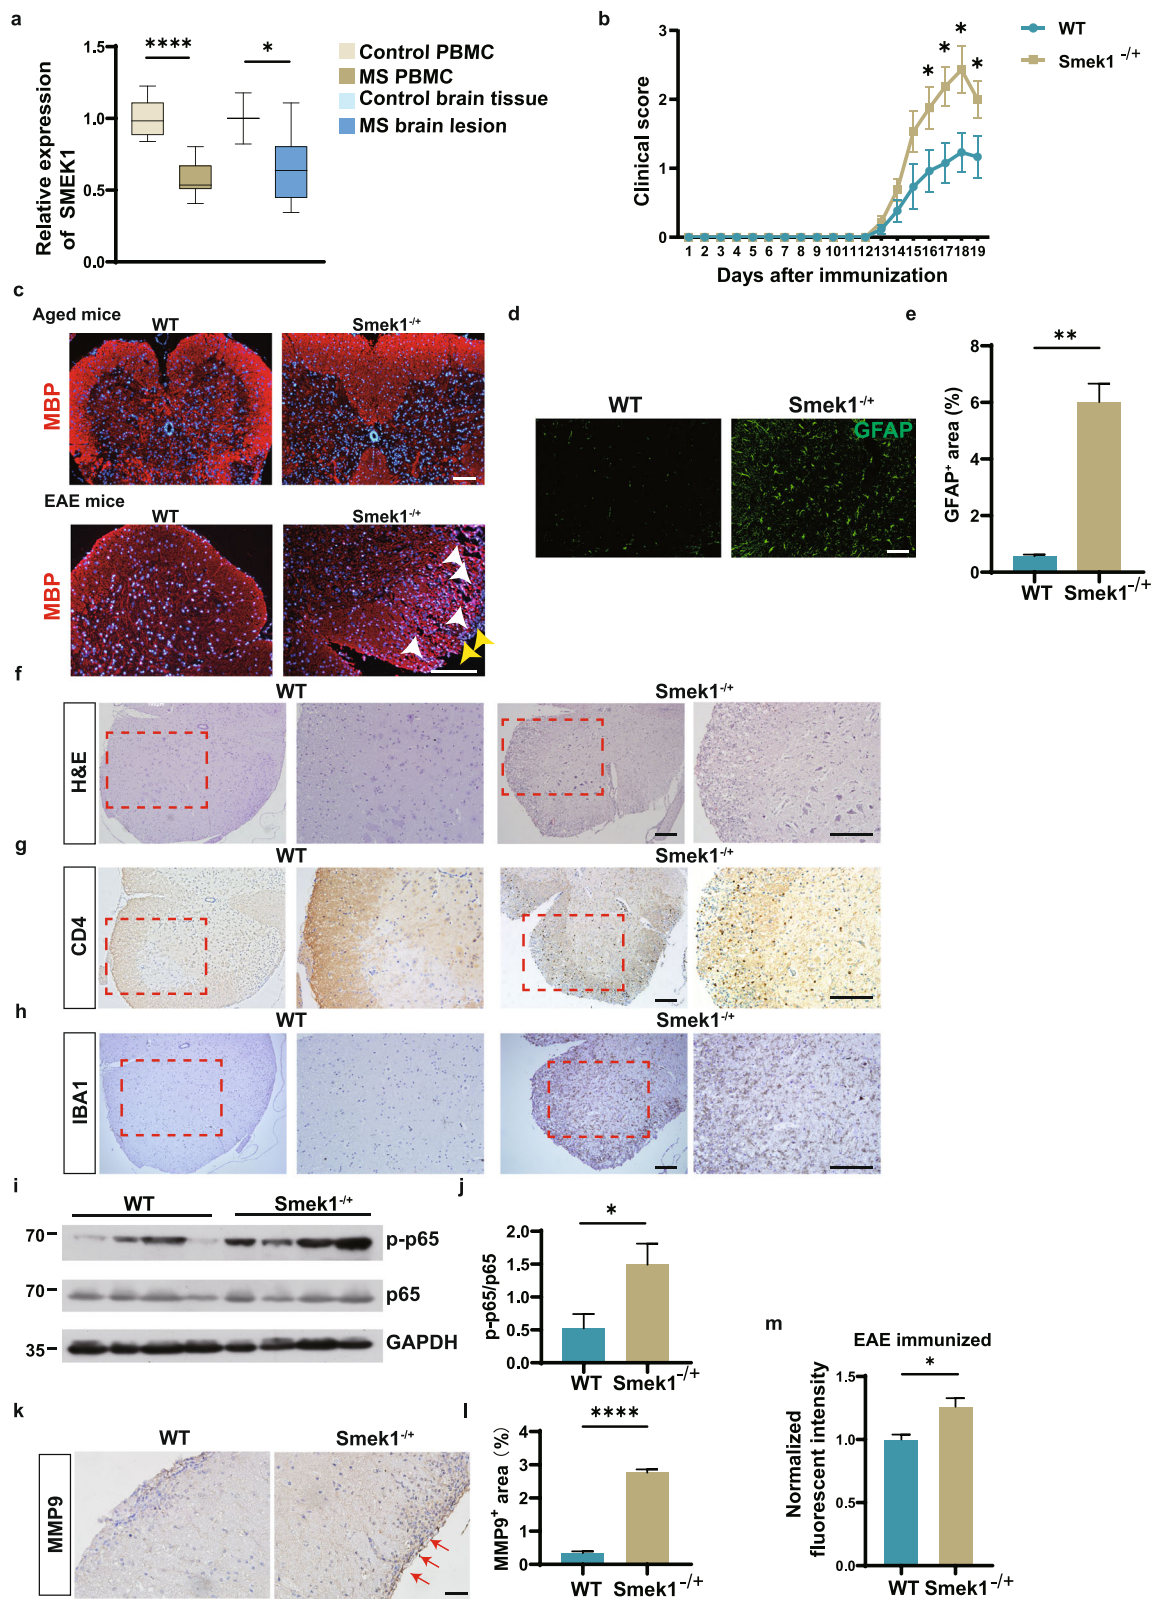 a
Relative expression
of SMEK1
1.5
1.0
0.5
0.0
****
*
Control PBMC
MS PBMC
Control brain tissue
MS brain lesion
b
Clinical score
3
2
1
0
* * * *
1 2 3 4 5 6 7 8 9 10 11 12 13 14 15 16 17 18 19
Days after immunization
WT
Smek1 -/+
c
Aged mice
WT
Smek1-/+
MBP
EAE mice
WT
Smek1-/+
MBP
d
WT
Smek1-/+
GFAP
e
GFAP+ area (%)
8
6
4
2
0
**
WT
Smek1-/+
f
WT
Smek1-/+
H&E
g
WT
Smek1-/+
CD4
h
WT
Smek1-/+
IBA1
i
WT
Smek1-/+
70
p-p65
70
p65
35
GAPDH
j
p-p65/p65
2.0
1.5
1.0
0.5
0.0
*
WT
Smek1-/+
k
WT
Smek1-/+
MMP9
l
MMP9+ area (%)
4
3
2
1
0
****
WT
Smek1-/+
m
EAE immunized
Normalized
fluorescent intensity
1.5
1.0
0.5
0.0
*
WT
Smek1-/+